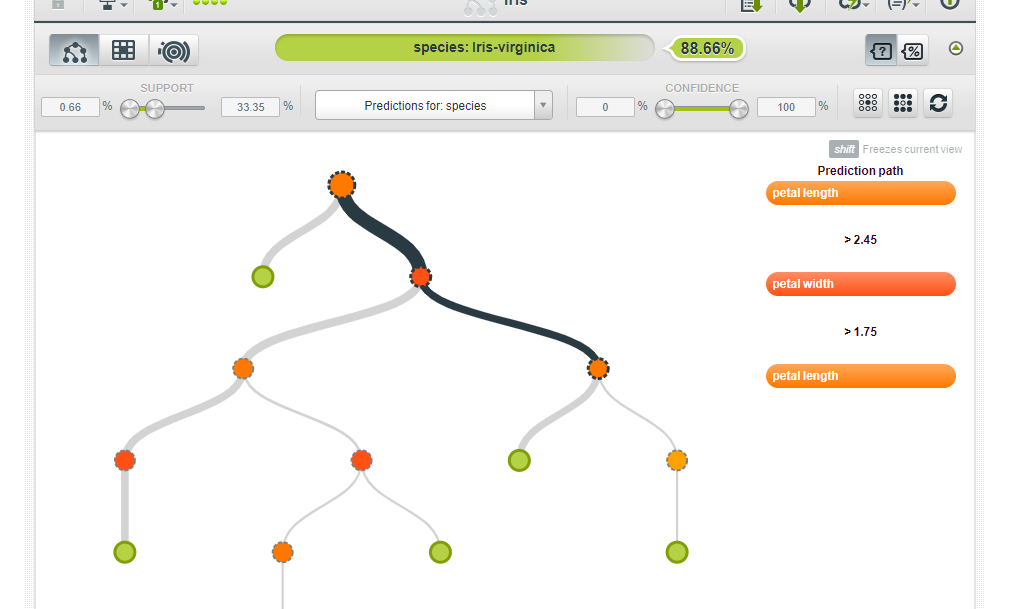 Iris
1
species: Iris-virginica
88.66%
SUPPORT
CONFIDENCE
0.66 %
33.35 %
Predictions for: species
0 %
100 %
shift Freezes current view
Prediction path
petal length
> 2.45
petal width
> 1.75
petal length